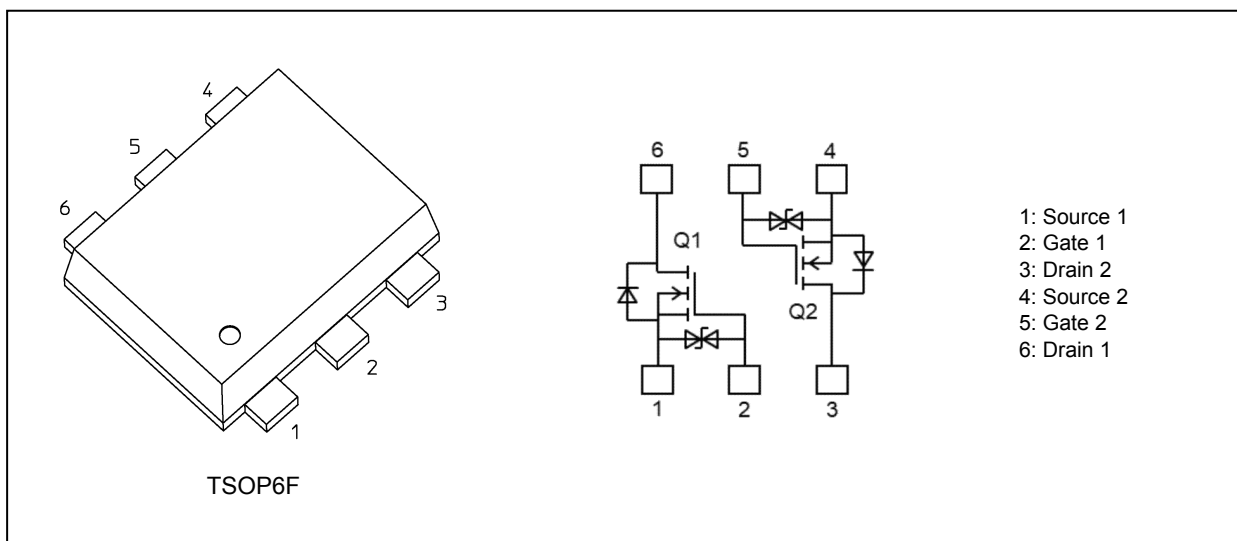 4
5
6
3
2
1
TSOP6F
6 5 4
Q1
Q2
1 2 3
1: Source 1
2: Gate 1
3: Drain 2
4: Source 2
5: Gate 2
6: Drain 1